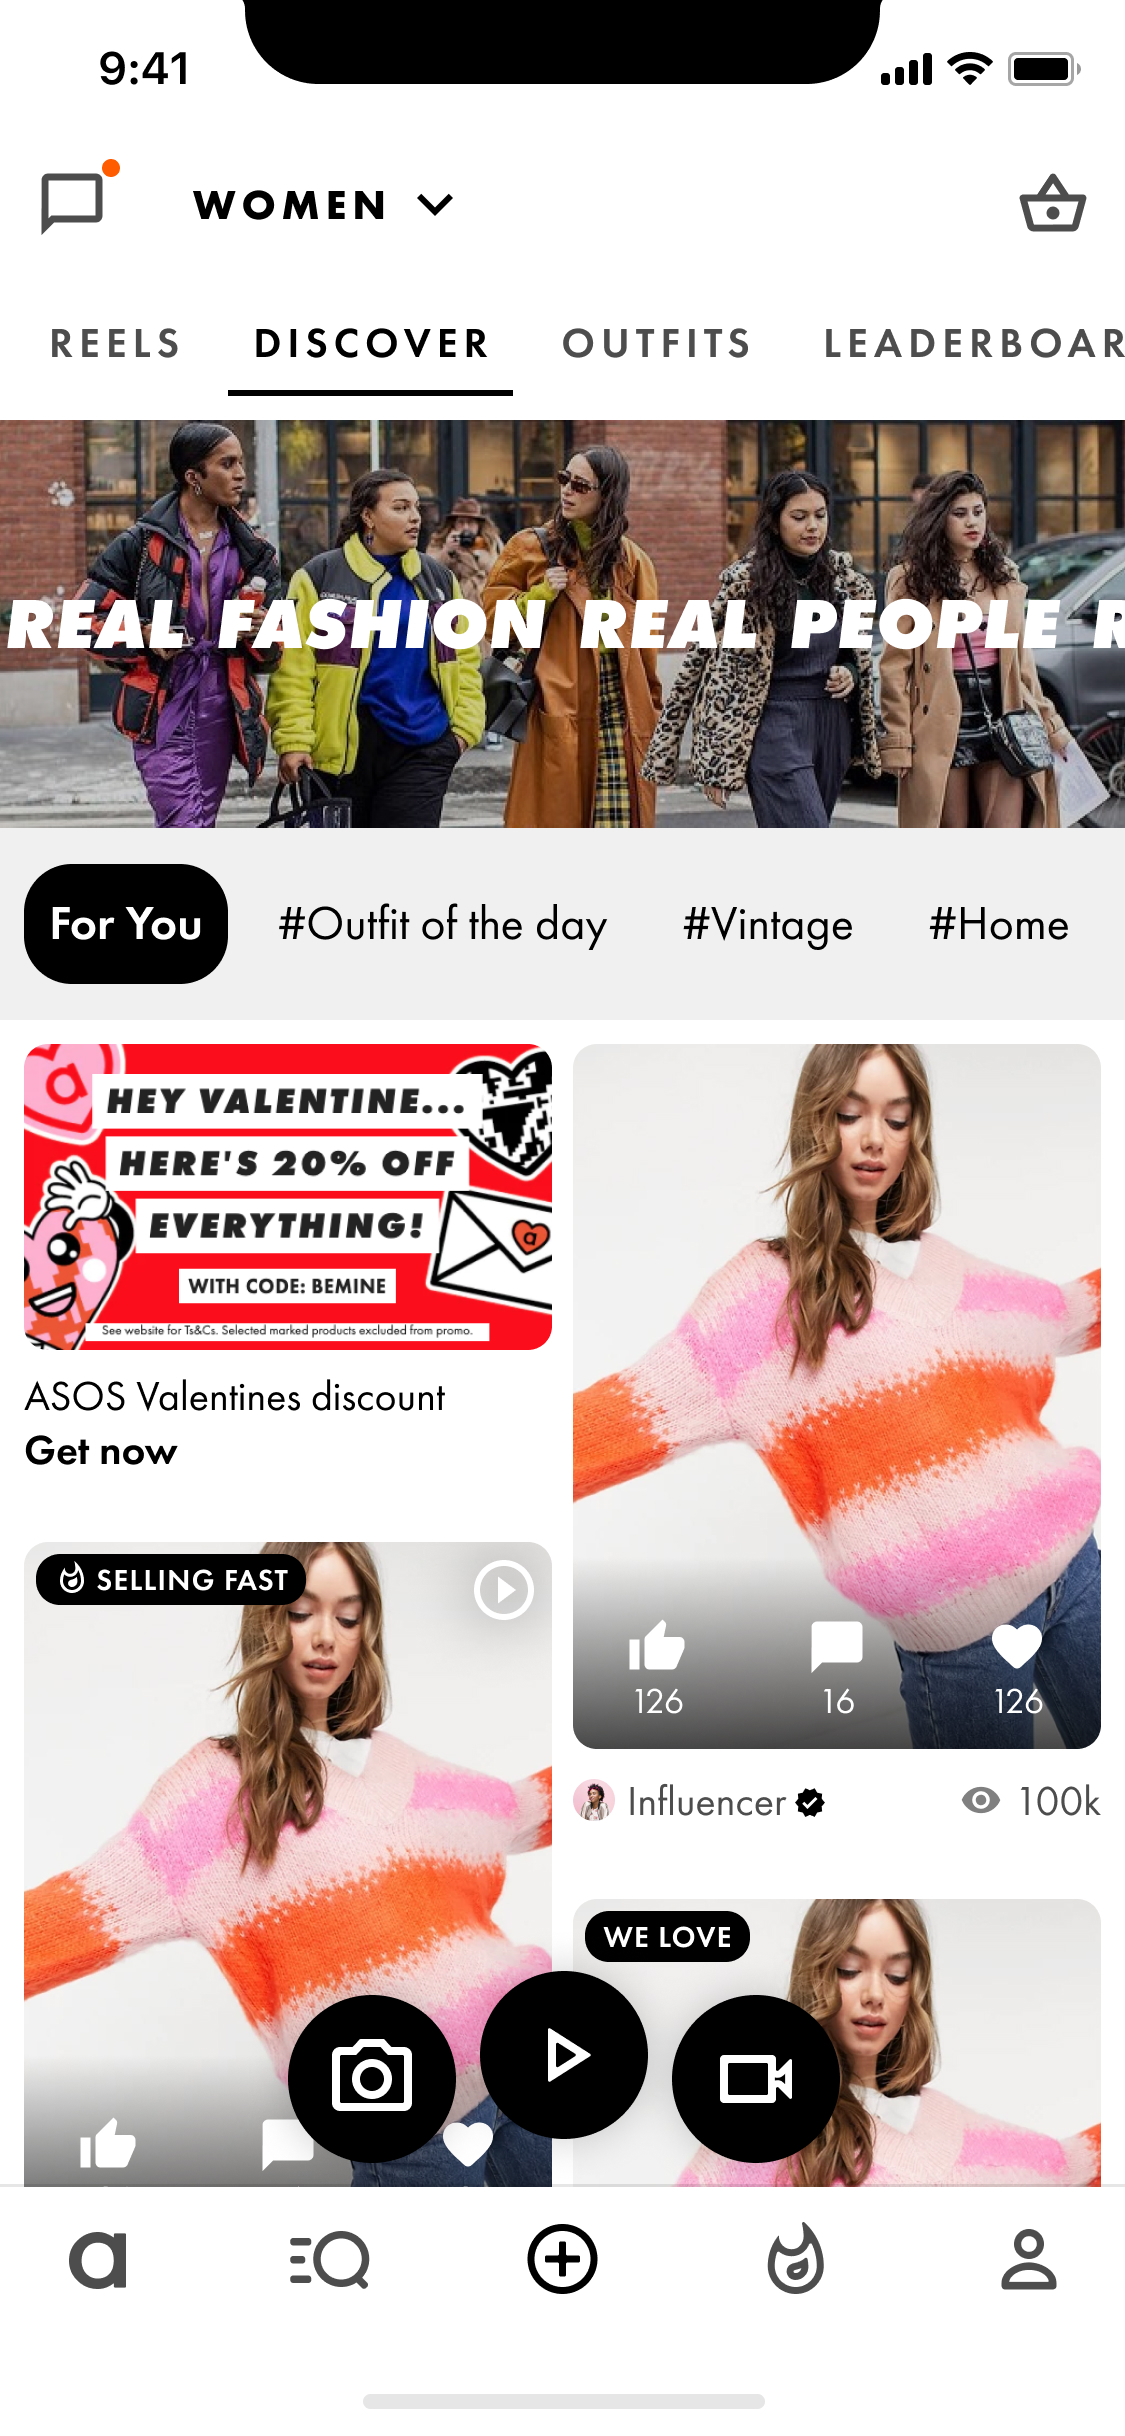 9:41
WOMEN
REELS DISCOVER OUTFITS LEADERBOAR
REAL FASHION REAL PEOPLE R
For You #Outfit of the day #Vintage #Home
HEY VALENTINE...
HERE'S 20% OFF
EVERYTHING!
WITH CODE: BEMINE
See website for Ts&Cs. Selected marked products excluded from promo.
ASOS Valentines discount
Get now
126 16 126
Influencer 100k
SELLING FAST
WE LOVE